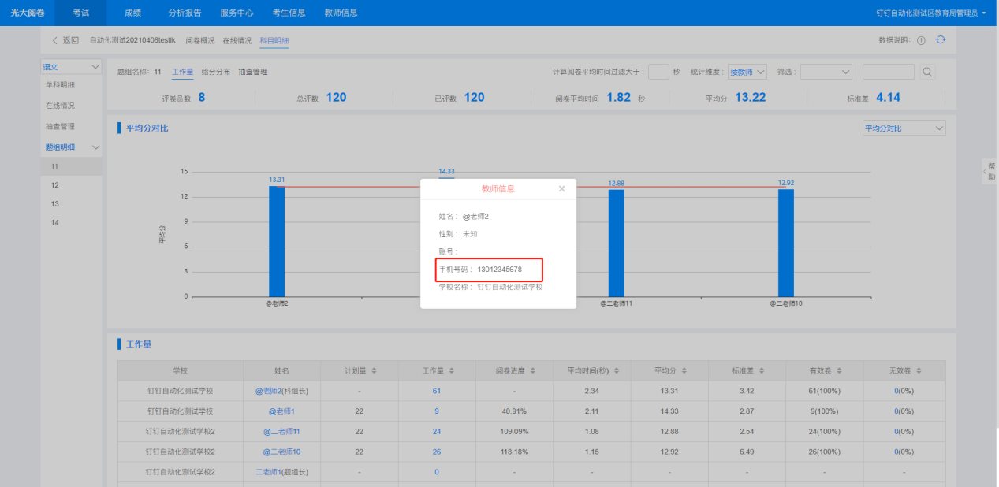 光大阅卷 考试 成绩 分析报告 服务中心 考生信息 教师信息 钉钉自动化测试区教育局管理员
返回 自动化测试20210406testlk 阅卷概况 在线情况 科目明细 数据说明:
语文
单科明细
在线情况
抽查管理
题组明细
11
12
13
14
题组名称: 11 工作量 给分分布 抽查管理 计算阅卷平均时间过滤大于: 秒 统计维度: 按教师 筛选:
评卷员数 8 总评数 120 已评数 120 阅卷平均时间 1.82 秒 平均分 13.22 标准差 4.14
平均分对比 平均分对比
帮助
平均分
15
12
9
6
3
0
13.31 14.33 12.88 12.92
@老师2 @二老师11 @二老师10
教师信息
姓名: @老师2
性别: 未知
账号:
手机号码: 13012345678
学校名称: 钉钉自动化测试学校
工作量
学校 姓名 计划量 工作量 阅卷进度 平均时间(秒) 平均分 标准差 有效卷 无效卷
钉钉自动化测试学校 @老师2(科组长) - 61 - 2.34 13.31 3.42 61(100%) 0(0%)
钉钉自动化测试学校 @老师1 22 9 40.91% 2.11 14.33 2.87 9(100%) 0(0%)
钉钉自动化测试学校2 @二老师11 22 24 109.09% 1.08 12.88 2.54 24(100%) 0(0%)
钉钉自动化测试学校2 @二老师10 22 26 118.18% 1.15 12.92 6.49 26(100%) 0(0%)
钉钉自动化测试学校2 二老师1(题组长) - 0 - - - - - -